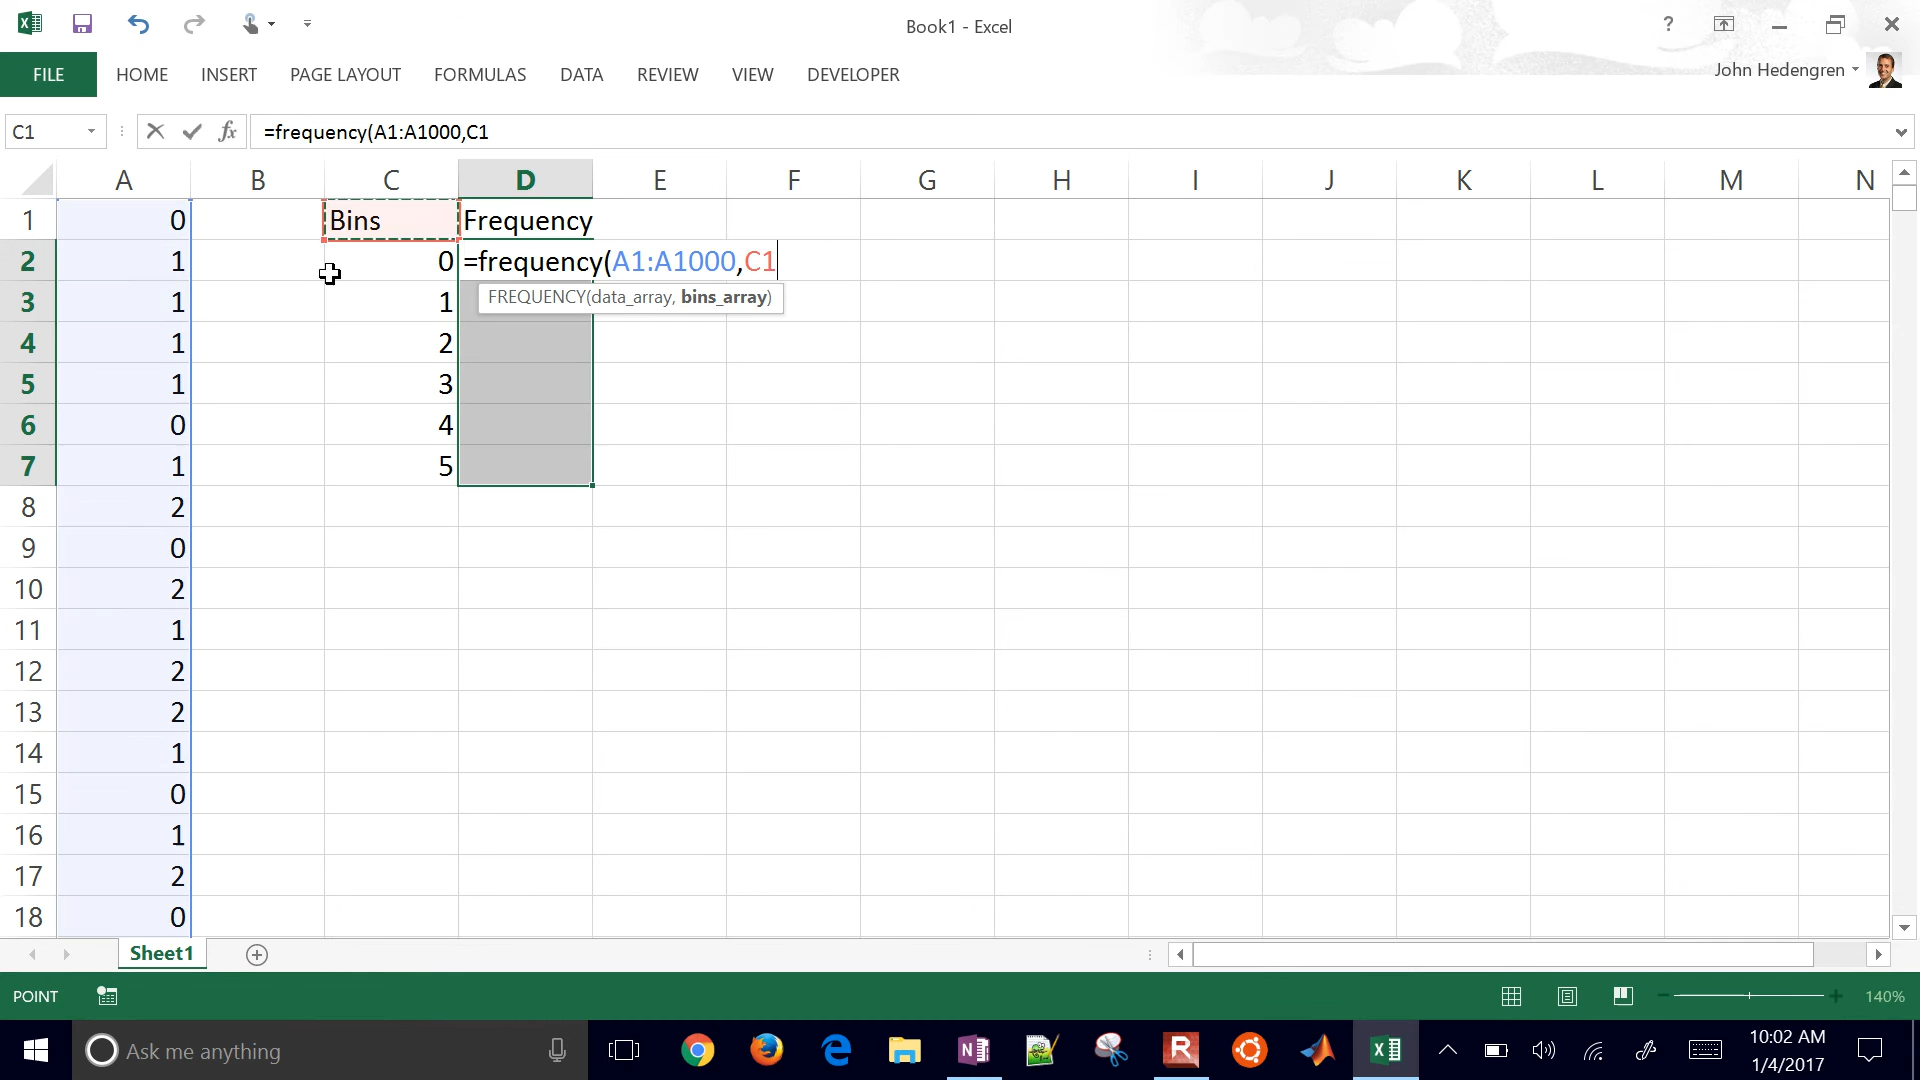 Book1 - Excel
?
FILE HOME INSERT PAGE LAYOUT FORMULAS DATA REVIEW VIEW DEVELOPER
John Hedengren
C1
fx
=frequency(A1:A1000,C1
A B C D E F G H I J K L M N
1 0 Bins Frequency
2 1 0 =frequency(A1:A1000,C1
FREQUENCY(data_array, bins_array)
3 1 1
4 1 2
5 1 3
6 0 4
7 1 5
8 2
9 0
10 2
11 1
12 2
13 2
14 1
15 0
16 1
17 2
18 0
Sheet1
POINT
140%
Ask me anything
10:02 AM
1/4/2017